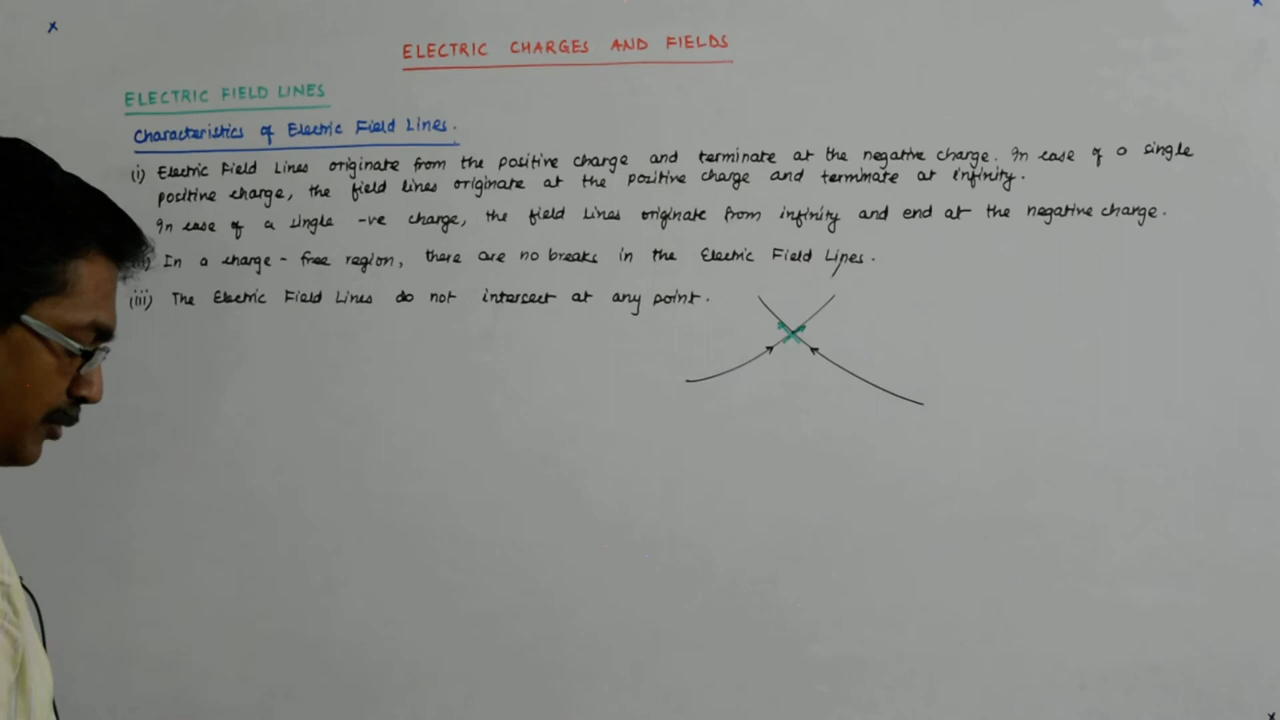 ELECTRIC CHARGES AND FIELDS
ELECTRIC FIELD LINES
Characteristics of Electric Field Lines.
(i) Electric Field Lines originate from the positive charge and terminate at the negative charge. In case of a single
positive charge, the field lines originate at the positive charge and terminate at infinity.
In case of a single -ve charge, the field lines originate from infinity and end at the negative charge.
In a charge - free region, there are no breaks in the Electric Field Lines.
(iii) The Electric Field Lines do not intersect at any point.